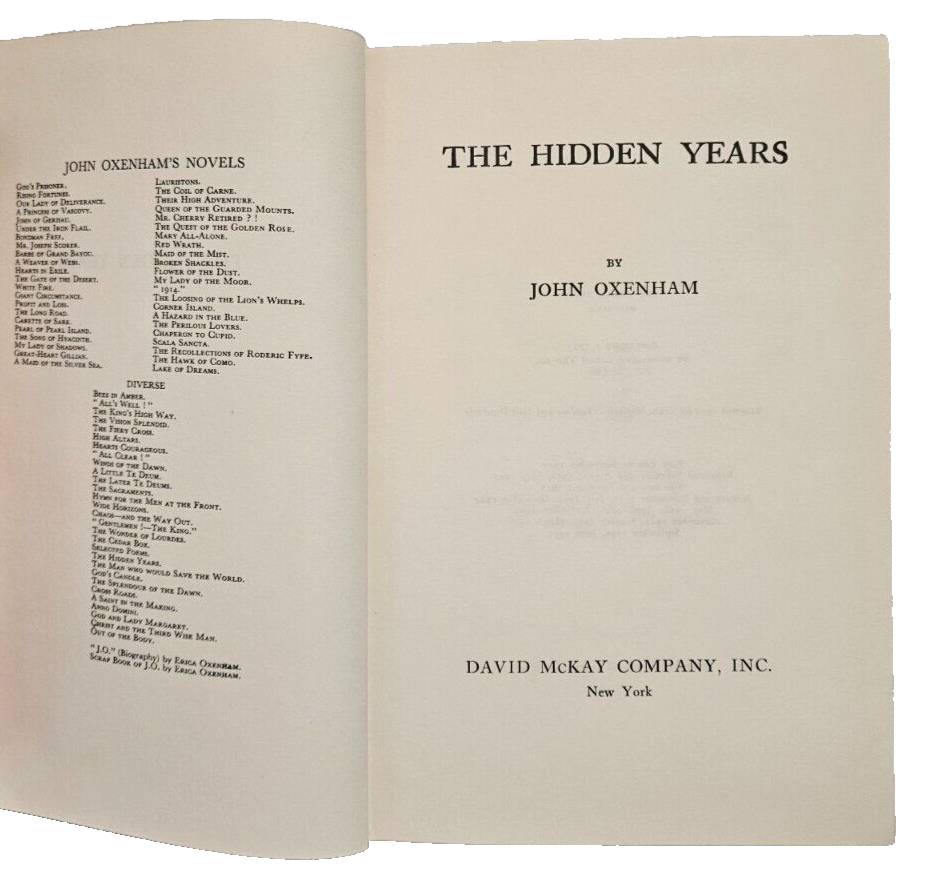 JOHN OXENHAM'S NOVELS
God's Prisoner.
Rising Fortunes.
Our Lady of Deliverance.
A Princess of Vascovy.
John of Gerisau.
Under the Iron Flail.
Bondman Free.
Mr. Joseph Scorer.
Barbe of Grand Bayou.
A Weaver of Webs.
Hearts in Exile.
The Gate of the Desert.
White Fire.
Giant Circumstance.
Profit and Loss.
The Long Road.
Carette of Sark.
Pearl of Pearl Island.
The Song of Hyacinth.
My Lady of Shadows.
Great-Heart Gillian.
A Maid of the Silver Sea.
Lauristons.
The Coil of Carne.
Their High Adventure.
Queen of the Guarded Mounts.
Mr. Cherry Retired ? !
The Quest of the Golden Rose.
Mary All-Alone.
Red Wrath.
Maid of the Mist.
Broken Shackles.
Flower of the Dust.
My Lady of the Moor.
" 1914."
The Loosing of the Lion's Whelps.
Corner Island.
A Hazard in the Blue.
The Perilous Lovers.
Chaperon to Cupid.
Scala Sancta.
The Recollections of Roderic Fyfe.
The Hawk of Como.
Lake of Dreams.
DIVERSE
Bees in Amber.
" All's Well ! "
The King's High Way.
The Vision Splendid.
The Fiery Cross.
High Altars.
Hearts Courageous.
" All Clear ! "
Winds of the Dawn.
A Little Te Deum.
The Later Te Deums.
The Sacraments.
Hymn for the Men at the Front.
Wide Horizons.
Chaos—and the Way Out.
" Gentlemen !—The King."
The Wonder of Lourdes.
The Cedar Box.
Selected Poems.
The Hidden Years.
The Man who would Save the World.
God's Candle.
The Splendour of the Dawn.
Cross Roads.
A Saint in the Making.
Anno Domini.
God and Lady Margaret.
Christ and the Third Wise Man.
Out of the Body.
" J.O." (Biography) by Erica Oxenham.
Scrap Book of J.O. by Erica Oxenham.
THE HIDDEN YEARS
BY
JOHN OXENHAM
DAVID McKAY COMPANY, INC.
New York